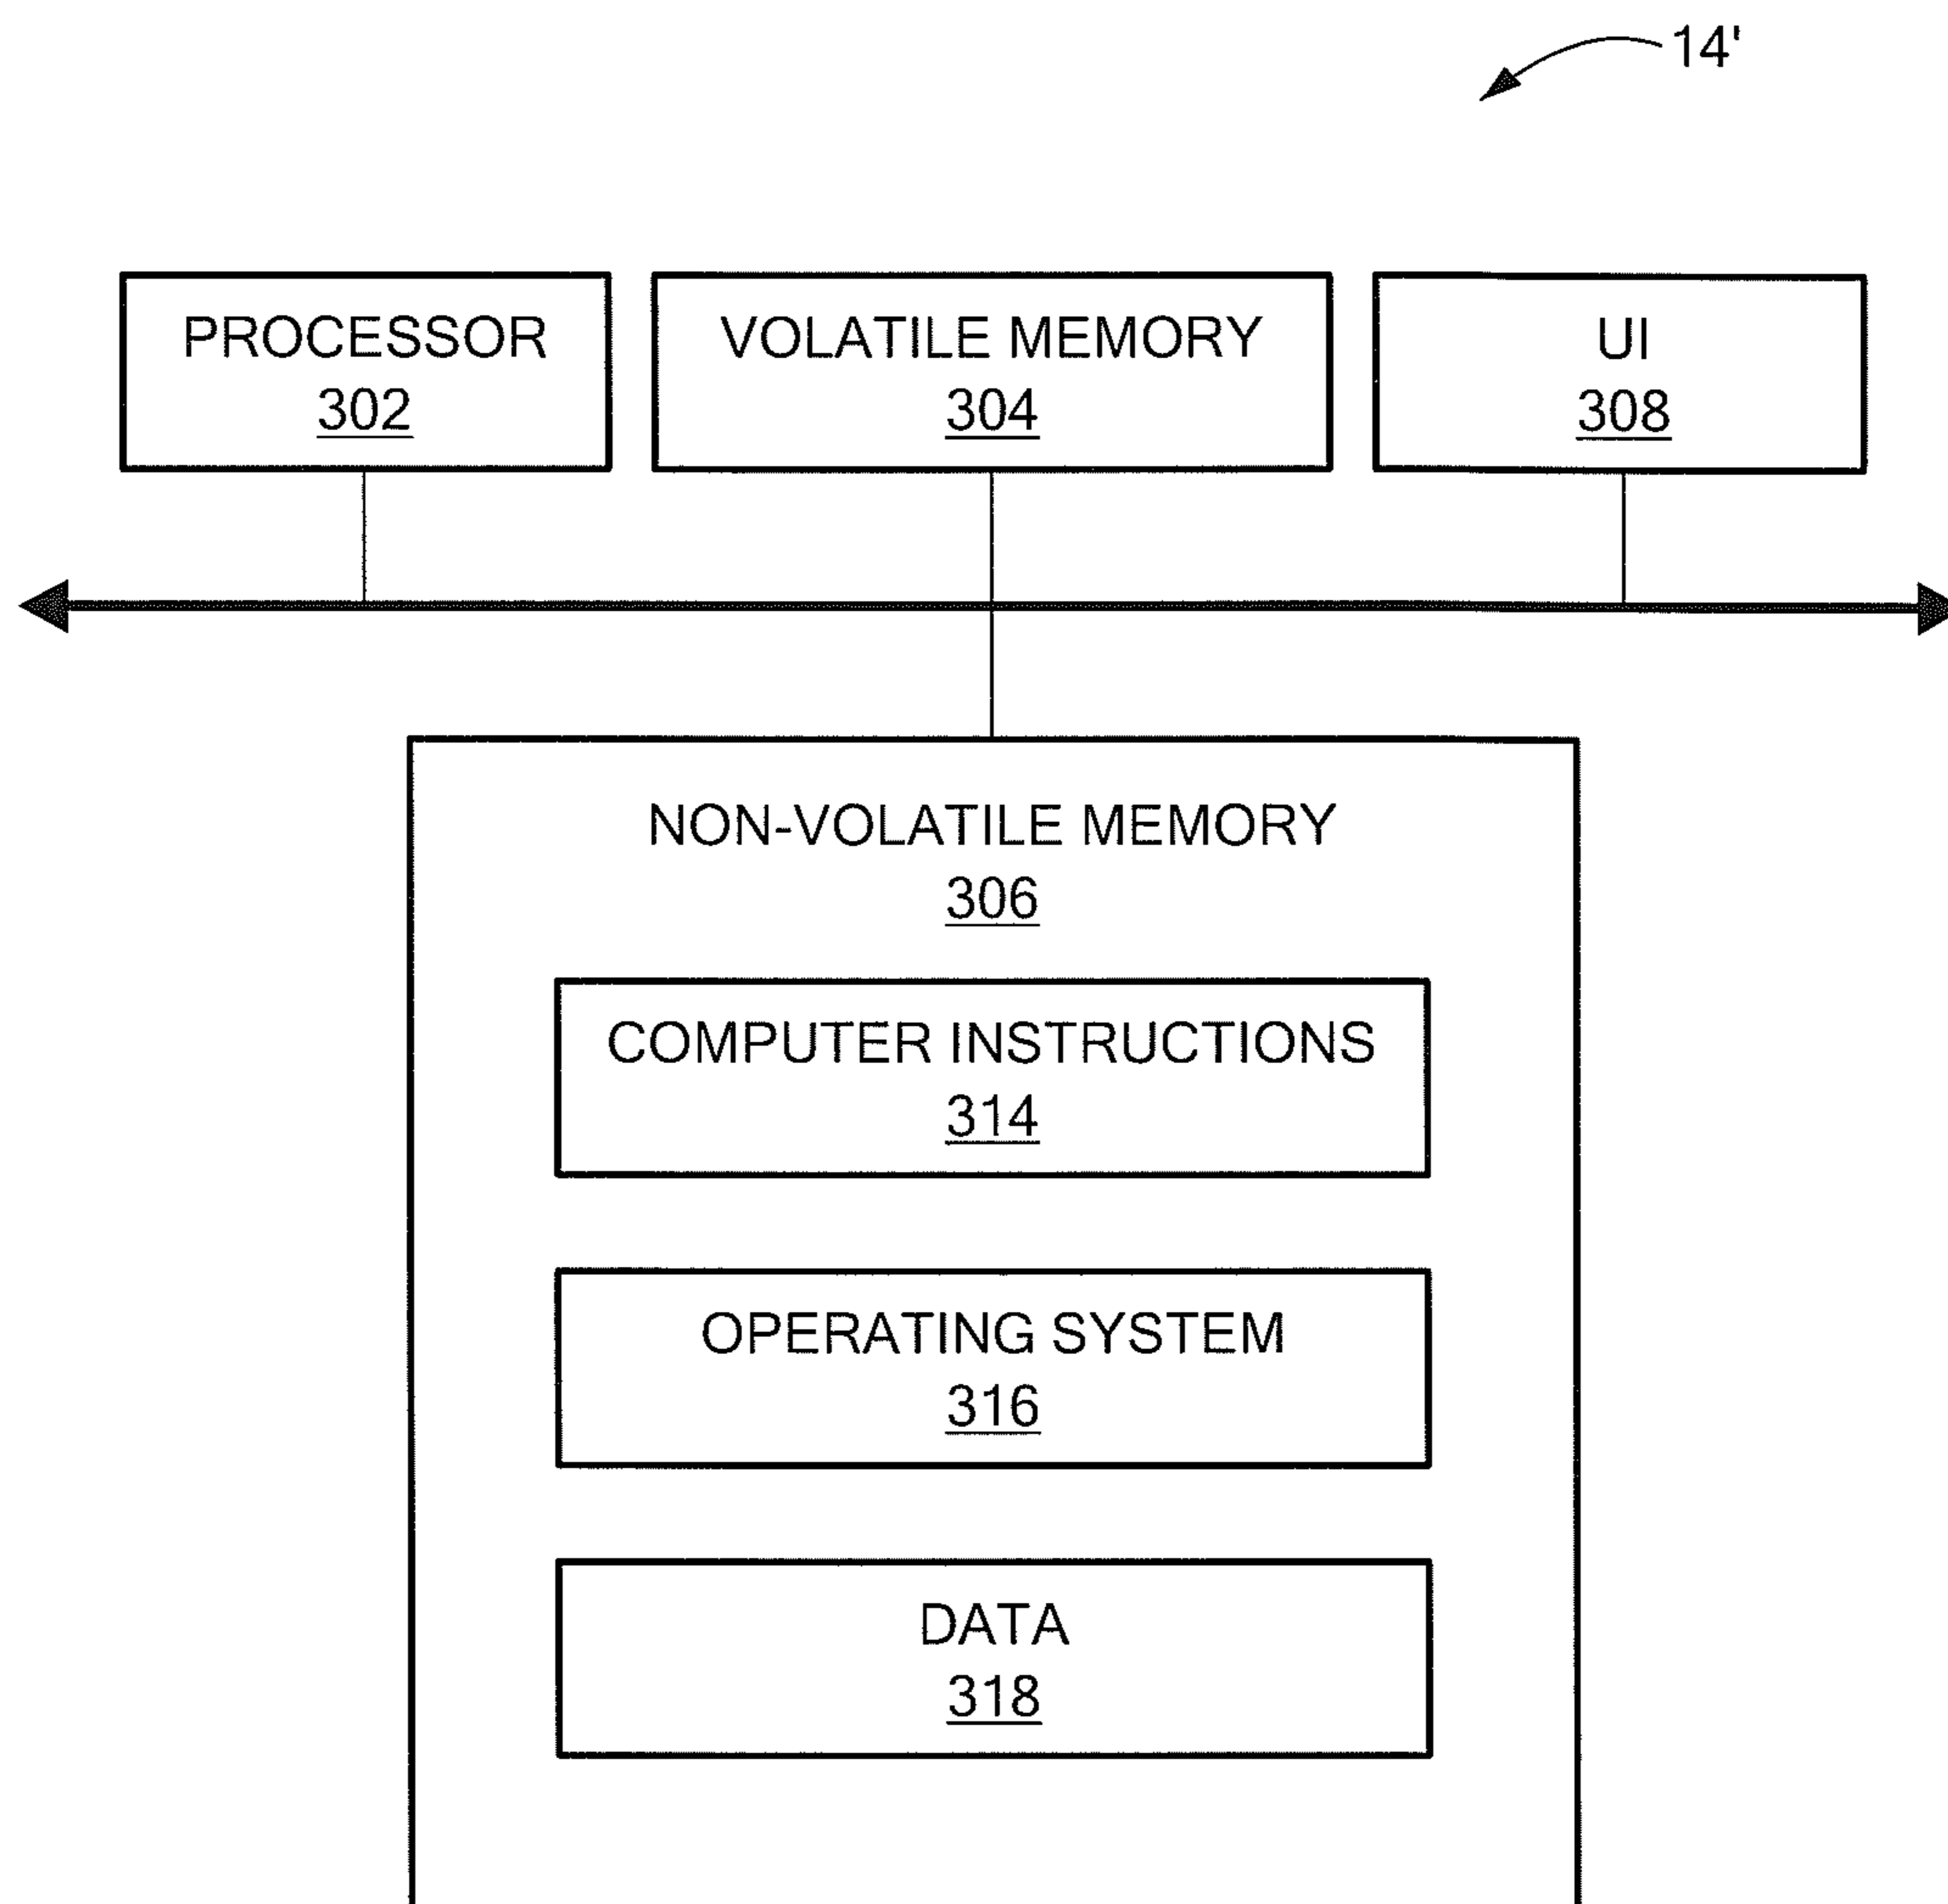 14'
PROCESSOR
302
VOLATILE MEMORY
304
UI
308
NON-VOLATILE MEMORY
306
COMPUTER INSTRUCTIONS
314
OPERATING SYSTEM
316
DATA
318